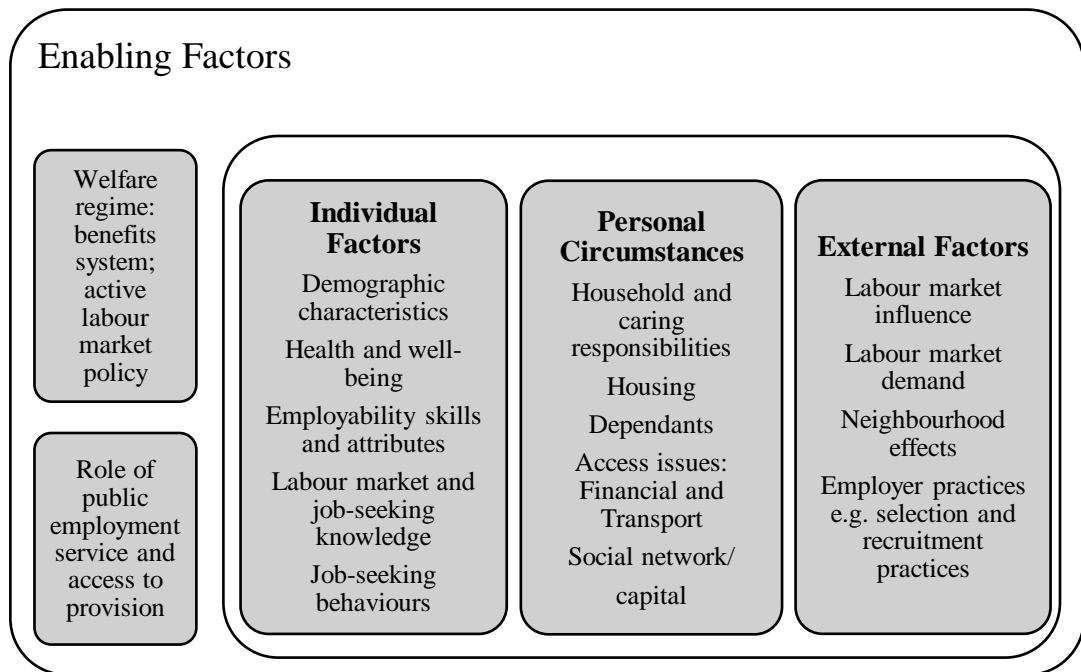 Enabling Factors
Welfare
regime:
benefits
system;
active
labour
market
policy
Role of
public
employment
service and
access to
provision
Individual
Factors
Demographic
characteristics
Health and well-
being
Employability skills
and attributes
Labour market and
job-seeking
knowledge
Job-seeking
behaviours
Personal
Circumstances
Household and
caring
responsibilities
Housing
Dependants
Access issues:
Financial and
Transport
Social network/
capital
External Factors
Labour market
influence
Labour market
demand
Neighbourhood
effects
Employer practices
e.g. selection and
recruitment
practices